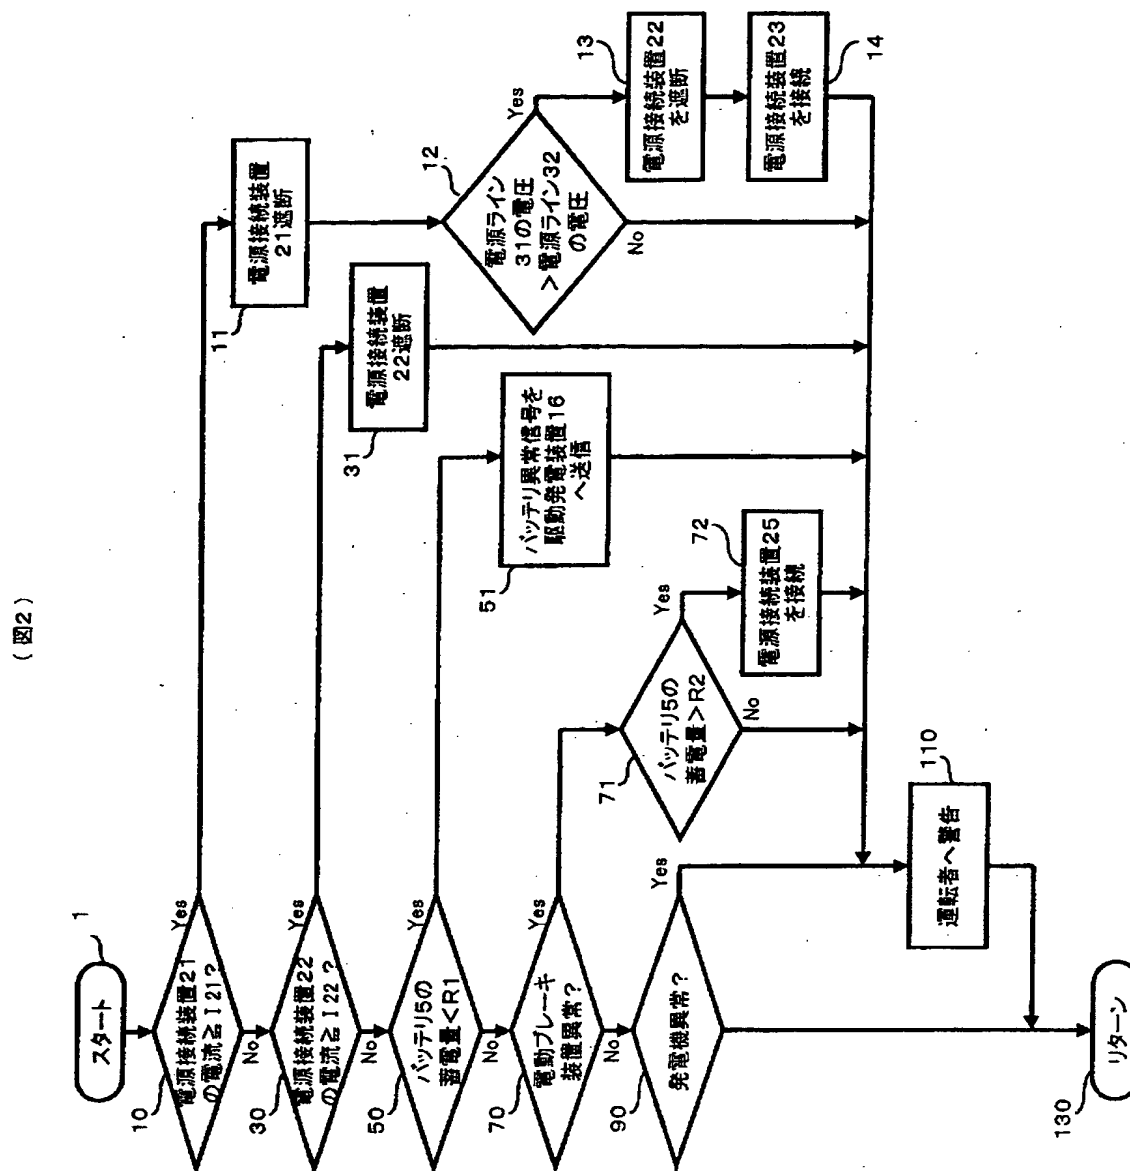 (図2)
スタート
1
電源接続装置21
の電流≧I21?
10
Yes
No
電源接続装置
21遮断
11
電源ライン
31の電圧
>電源ライン32
の電圧
12
Yes
No
電源接続装置22
を遮断
13
電源接続装置23
を接続
14
電源接続装置22
の電流≧I22?
30
Yes
No
電源接続装置
22遮断
31
バッテリ5の
蓄電量<R1
50
Yes
No
バッテリ異常信号を
駆動発電装置16
へ送信
51
電動ブレーキ
装置異常?
70
Yes
No
バッテリ5の
蓄電量>R2
71
Yes
No
電源接続装置25
を接続
72
発電機異常?
90
Yes
運転者へ警告
110
リターン
130